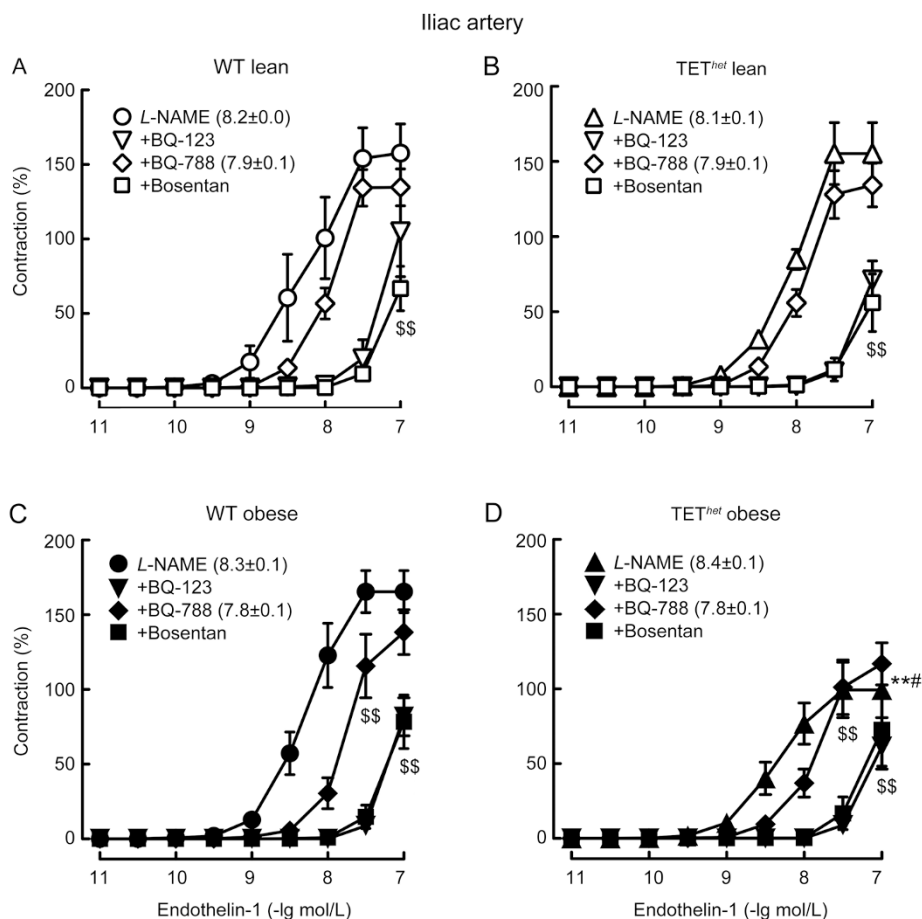 Iliac artery
A
WT lean
200
150
100
50
0
Contraction (%)
L-NAME (8.2±0.0)
+BQ-123
+BQ-788 (7.9±0.1)
+Bosentan
$$
11 10 9 8 7
B
TEThet lean
200
150
100
50
0
L-NAME (8.1±0.1)
+BQ-123
+BQ-788 (7.9±0.1)
+Bosentan
$$
11 10 9 8 7
C
WT obese
200
150
100
50
0
Contraction (%)
L-NAME (8.3±0.1)
+BQ-123
+BQ-788 (7.8±0.1)
+Bosentan
$$
$$
11 10 9 8 7
Endothelin-1 (-lg mol/L)
D
TEThet obese
200
150
100
50
0
L-NAME (8.4±0.1)
+BQ-123
+BQ-788 (7.8±0.1)
+Bosentan
**#
$$
$$
11 10 9 8 7
Endothelin-1 (-lg mol/L)